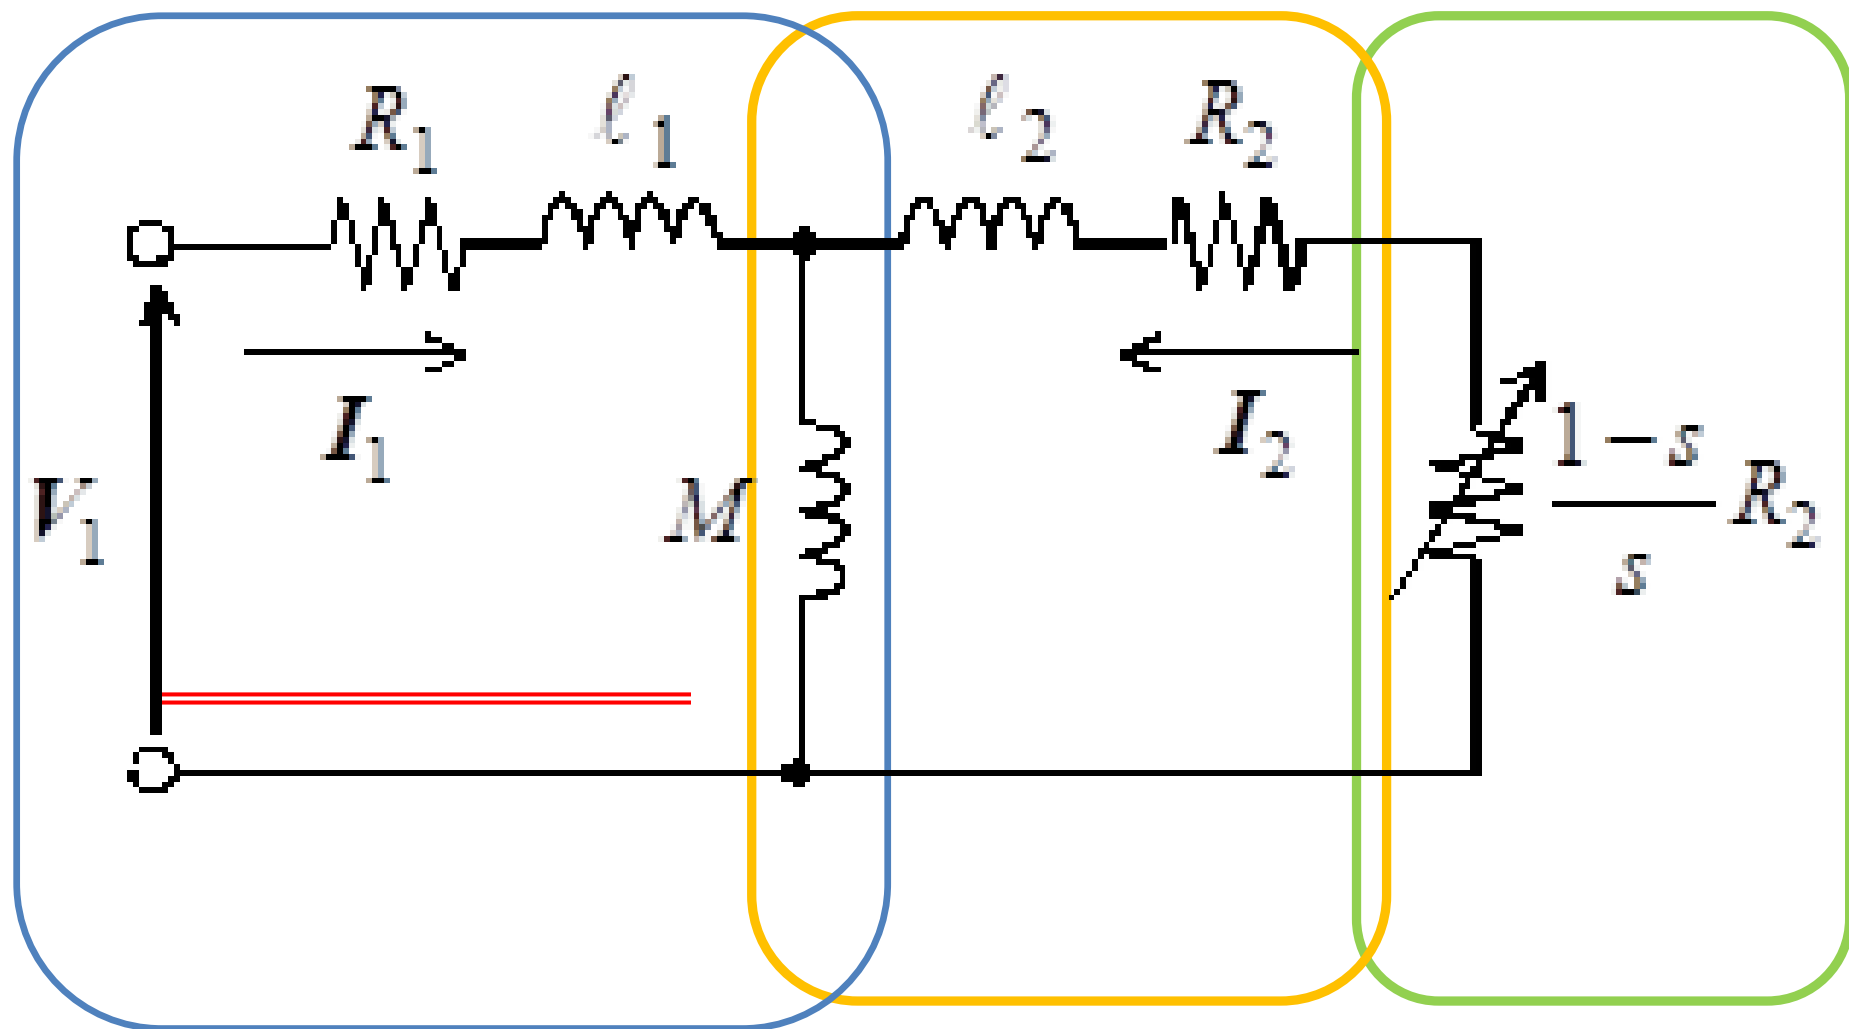 R₁
ℓ₁
ℓ₂
R₂
I₁
I₂
V₁
M
1−s
s
R₂